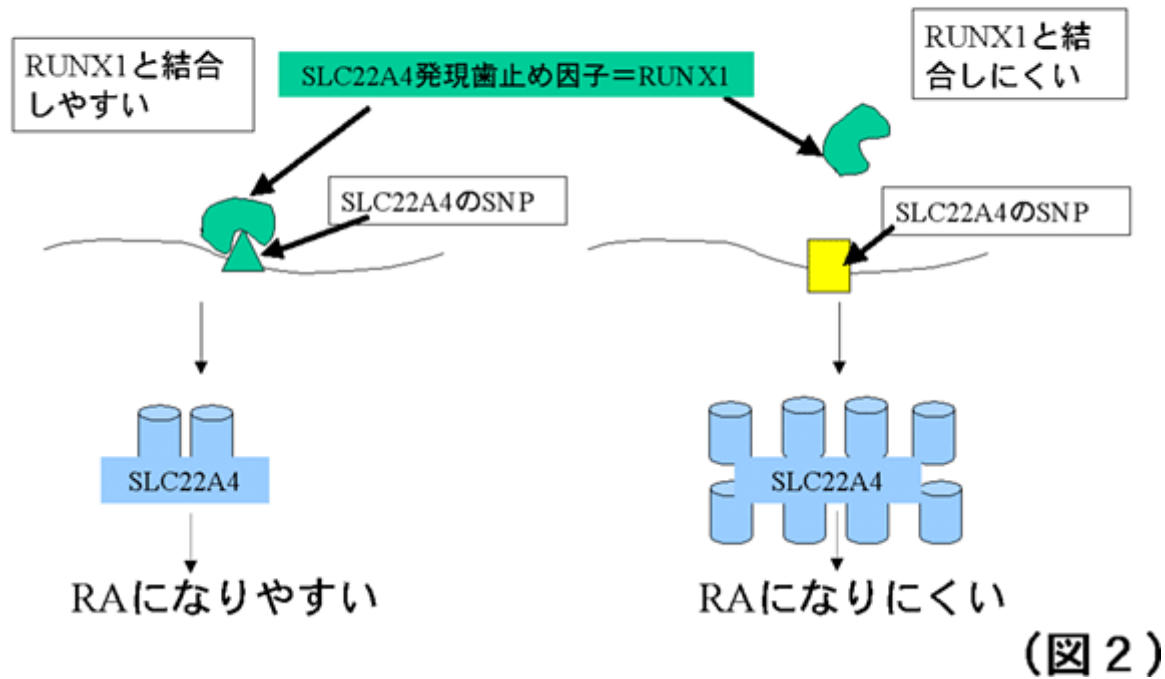 RUNX1と結合
しやすい
SLC22A4発現歯止め因子＝RUNX1
RUNX1と結
合しにくい
SLC22A4のSNP
SLC22A4のSNP
SLC22A4
SLC22A4
RAになりやすい
RAになりにくい
(図２)